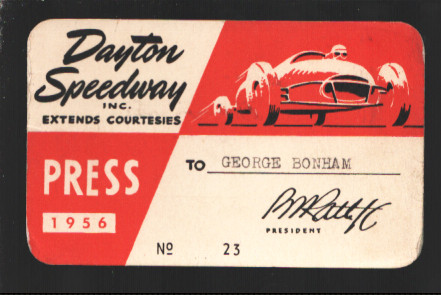 Dayton
Speedway
INC.
EXTENDS COURTESIES
PRESS
1956
TO GEORGE BONHAM
PRESIDENT
Nº 23